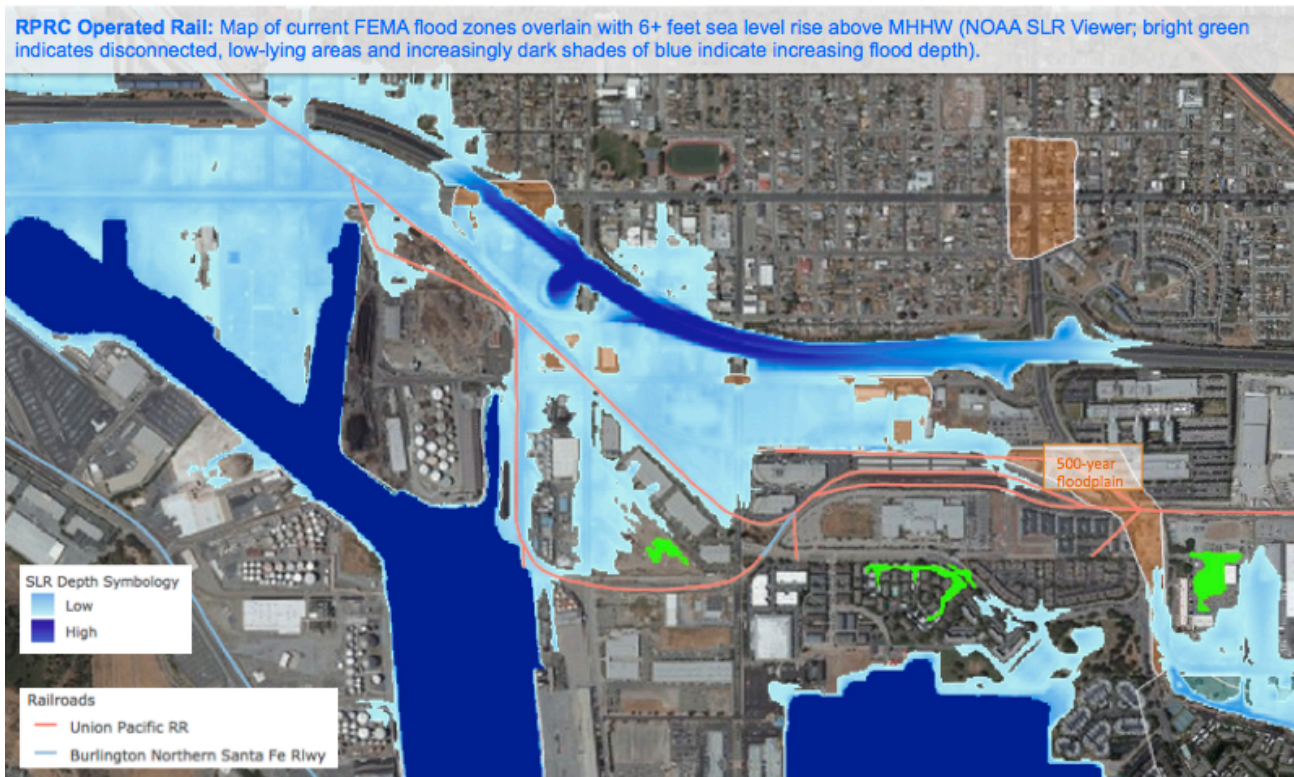 RPRC Operated Rail: Map of current FEMA flood zones overlain with 6+ feet sea level rise above MHHW (NOAA SLR Viewer; bright green
indicates disconnected, low-lying areas and increasingly dark shades of blue indicate increasing flood depth).
500-year
floodplain
SLR Depth Symbology
Low
High
Railroads
Union Pacific RR
Burlington Northern Santa Fe Rlwy